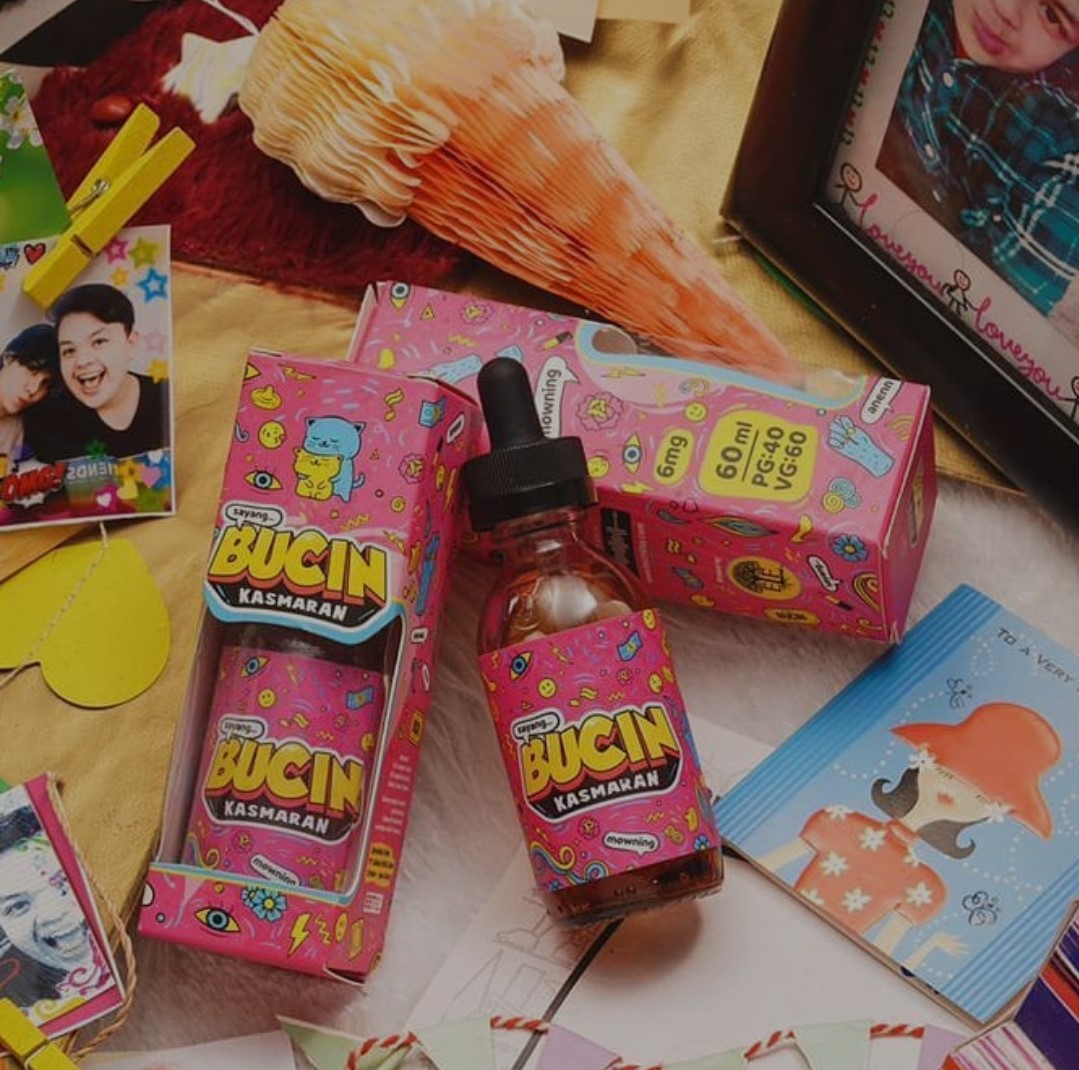 loveyou loveyou
OMG!
mowning
anenn
6mg
60 ml
PG:40
VG:60
sayang...
BUCIN
KASMARAN
sayang...
BUCIN
KASMARAN
mowning
sayang...
BUCIN
KASMARAN
mowning
TO A VERY